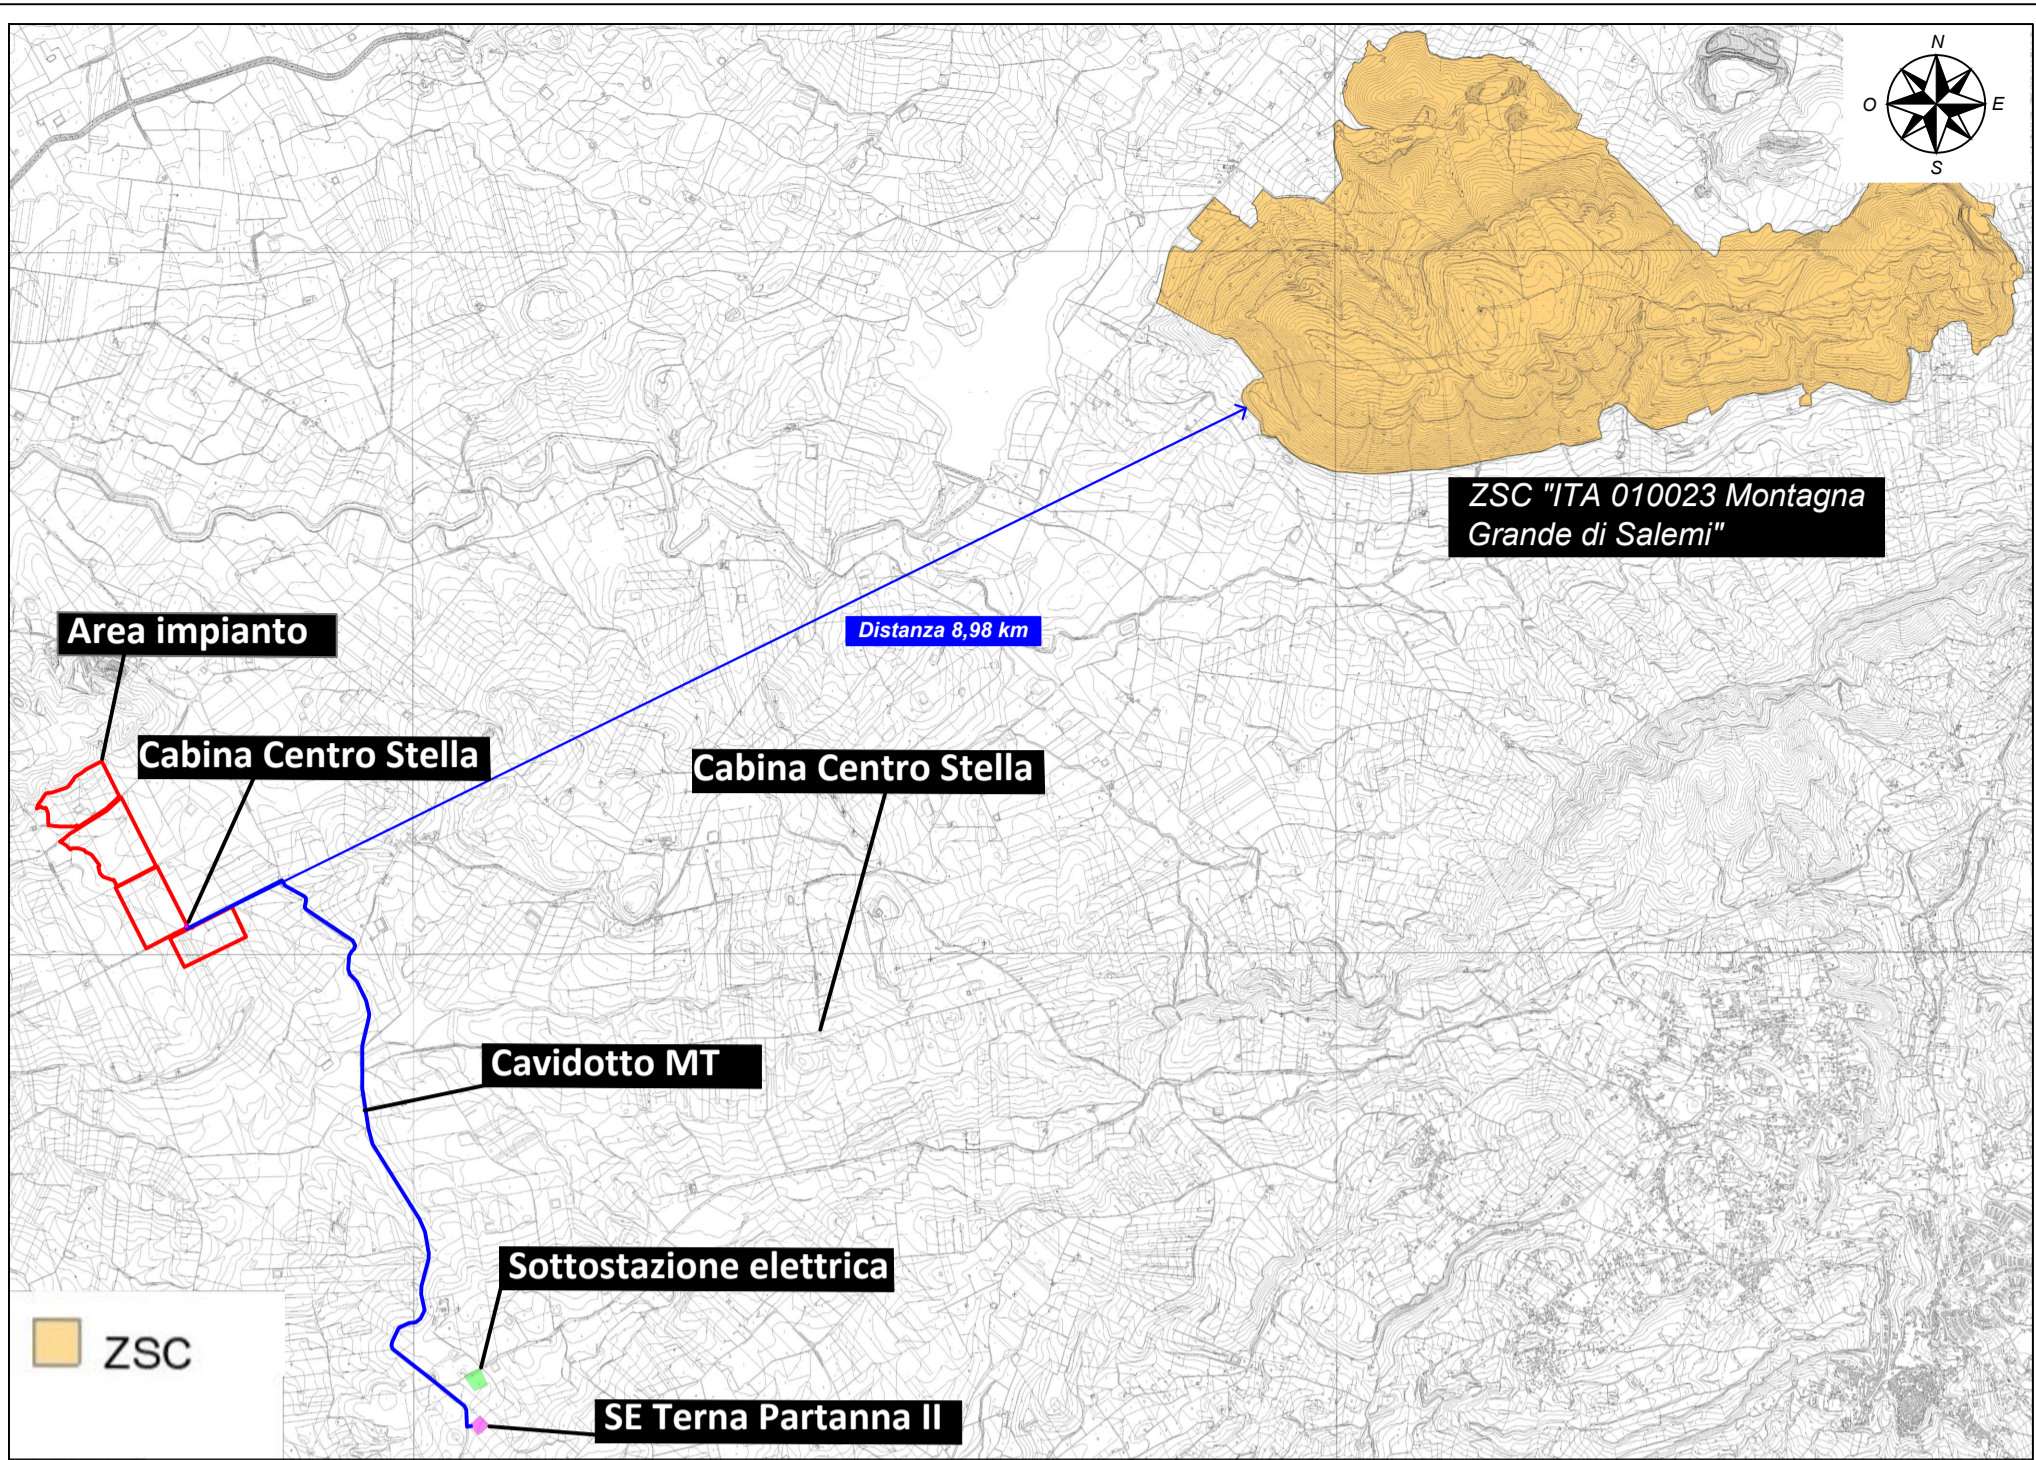 N
O
E
S
ZSC "ITA 010023 Montagna
Grande di Salemi"
Area impianto
Distanza 8,98 km
Cabina Centro Stella
Cabina Centro Stella
Cavidotto MT
Sottostazione elettrica
ZSC
SE Terna Partanna II